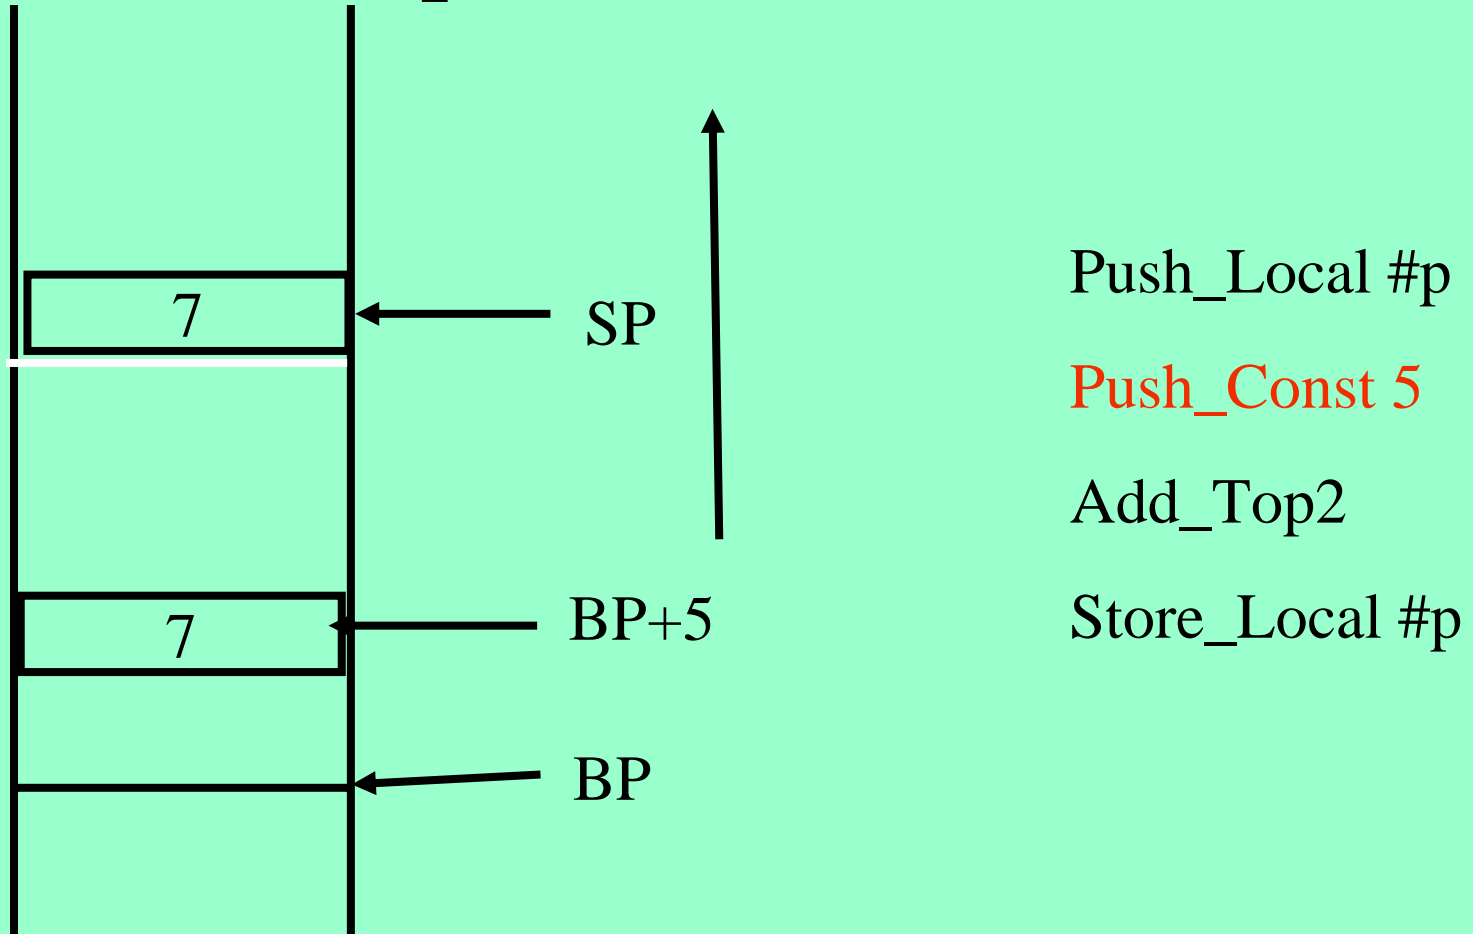 7
SP
7
BP+5
BP
Push_Local #p
Push_Const 5
Add_Top2
Store_Local #p